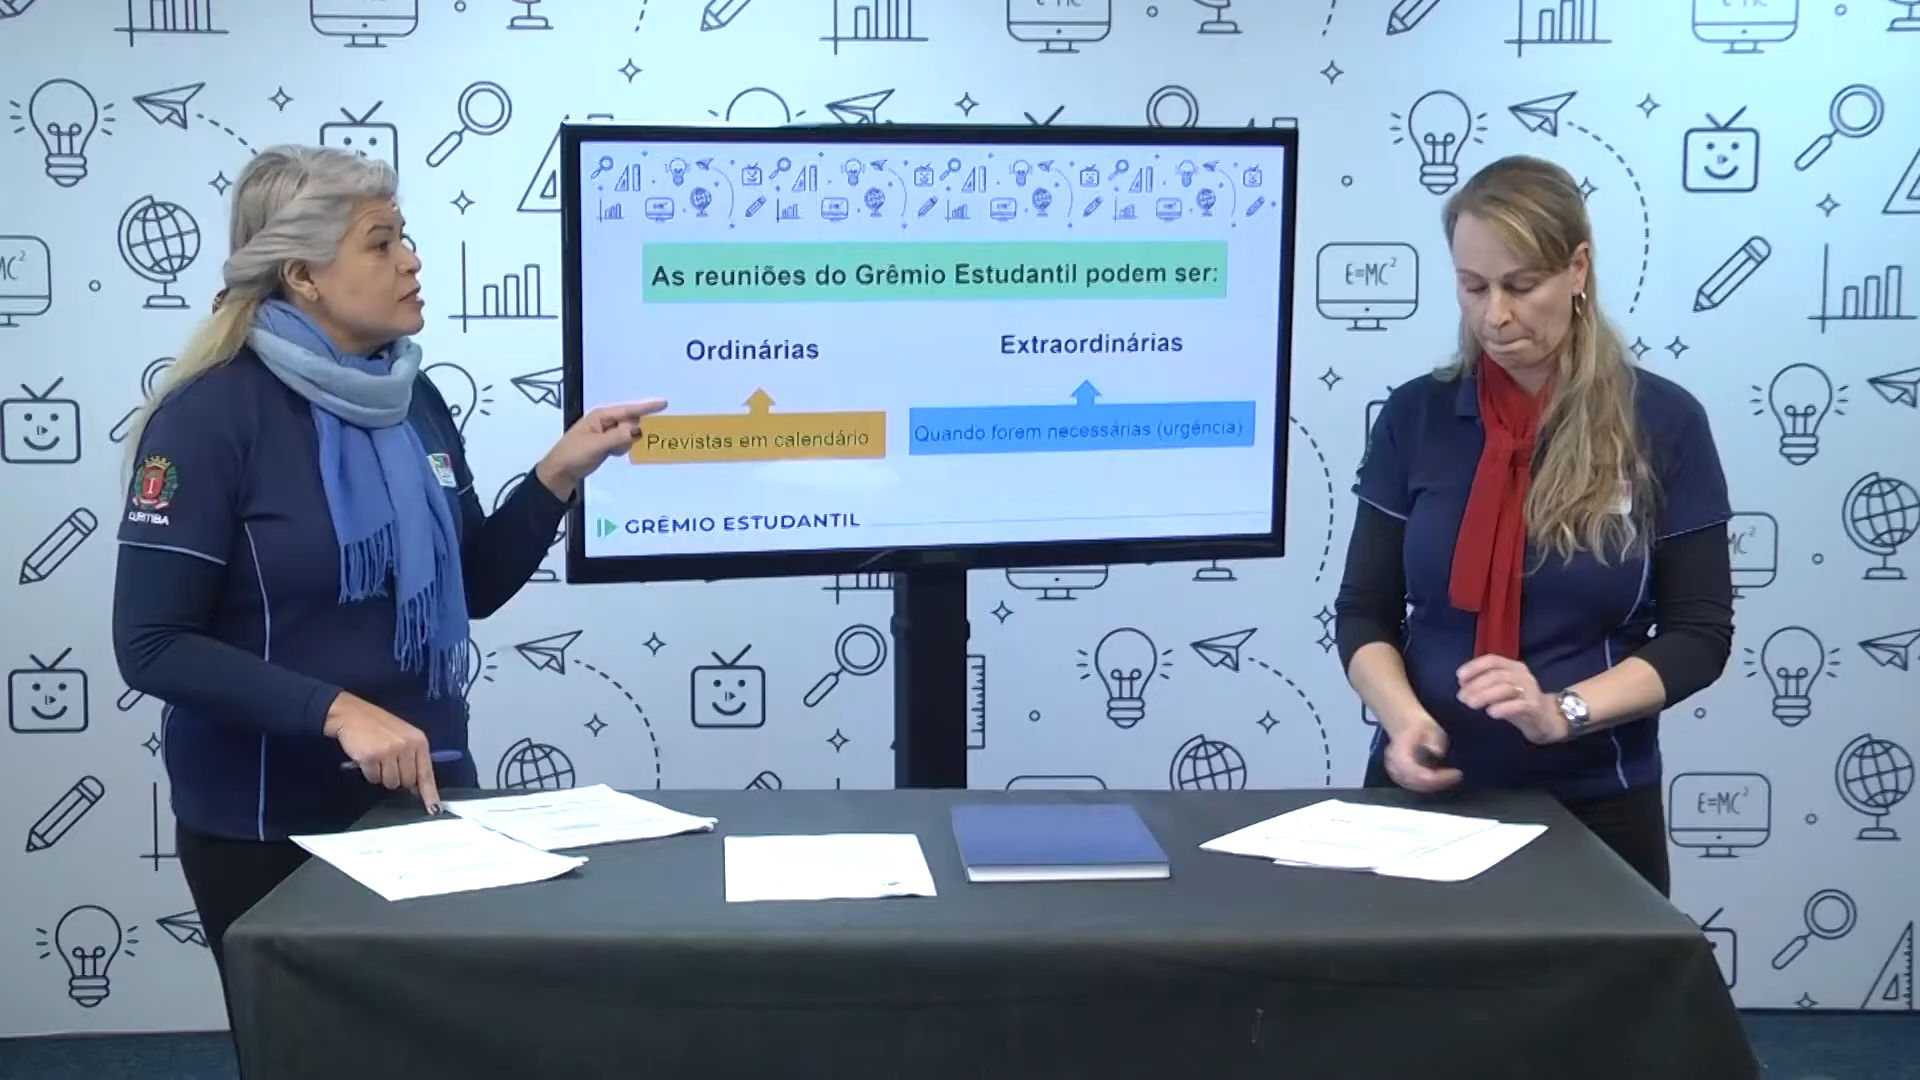 As reuniões do Grêmio Estudantil podem ser:
Ordinárias
Extraordinárias
Previstas em calendário
Quando forem necessárias (urgência)
GRÊMIO ESTUDANTIL
CURITIBA
E=MC²
E=MC²